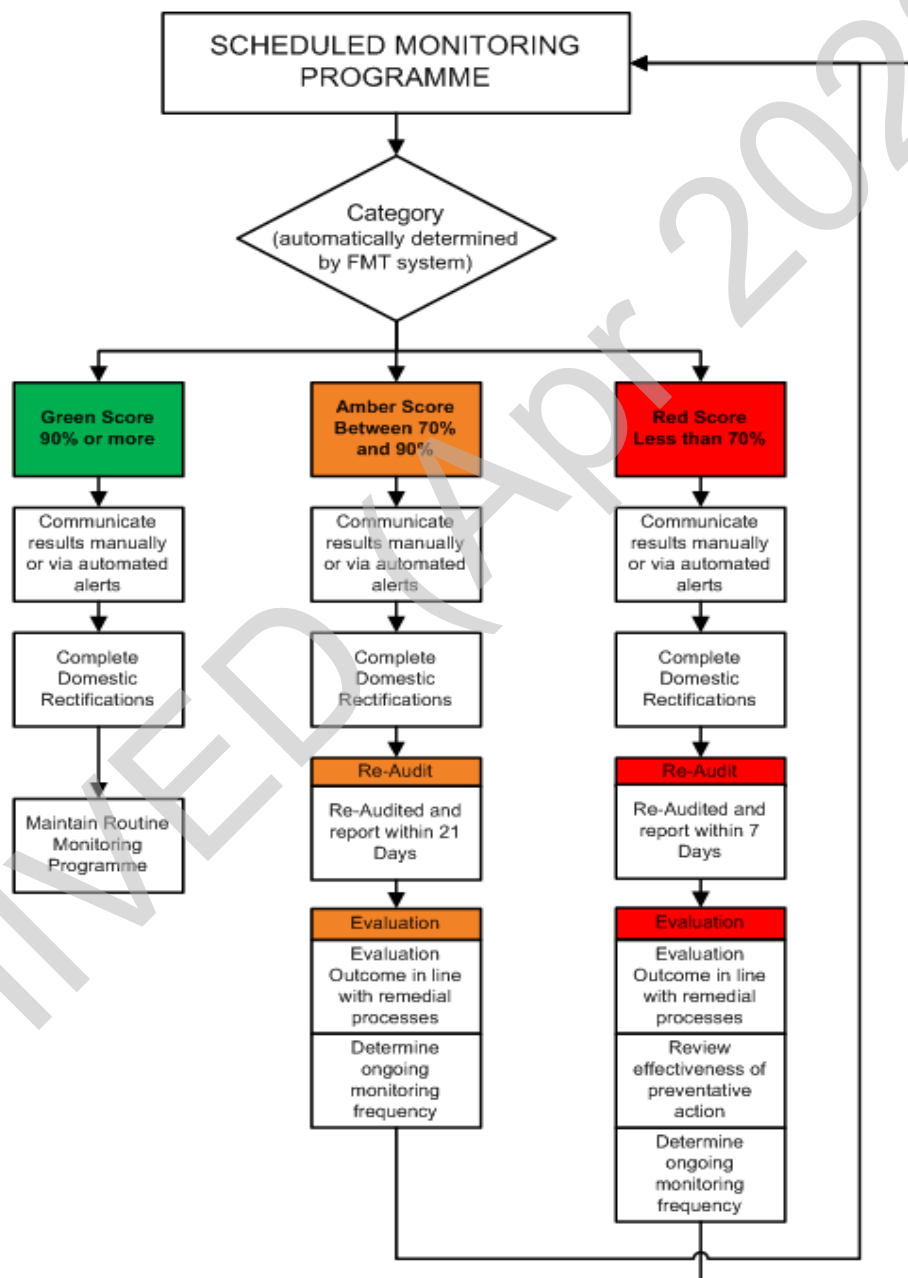 SCHEDULED MONITORING
PROGRAMME
Category
(automatically determined
by FMT system)
Green Score
90% or more
Communicate
results manually
or via automated
alerts
Complete
Domestic
Rectifications
Maintain Routine
Monitoring
Programme
Amber Score
Between 70%
and 90%
Communicate
results manually
or via automated
alerts
Complete
Domestic
Rectifications
Re-Audit
Re-Audited and
report within 21
Days
Evaluation
Evaluation
Outcome in line
with remedial
processes
Determine
ongoing
monitoring
frequency
Red Score
Less than 70%
Communicate
results manually
or via automated
alerts
Complete
Domestic
Rectifications
Re-Audit
Re-Audited and
report within 7
Days
Evaluation
Evaluation
Outcome in line
with remedial
processes
Review
effectiveness of
preventative
action
Determine
ongoing
monitoring
frequency
HIVED (Apr 202